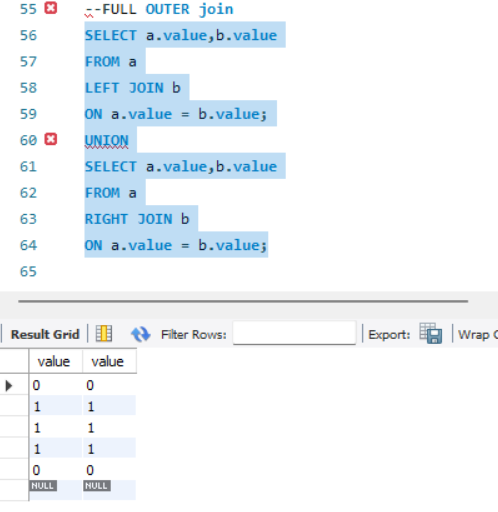 55 --FULL OUTER join
56 SELECT a.value,b.value
57 FROM a
58 LEFT JOIN b
59 ON a.value = b.value;
60 UNION
61 SELECT a.value,b.value
62 FROM a
63 RIGHT JOIN b
64 ON a.value = b.value;
65
Result Grid Filter Rows: Export: Wrap C
value value
0 0
1 1
1 1
1 1
0 0
NULL NULL